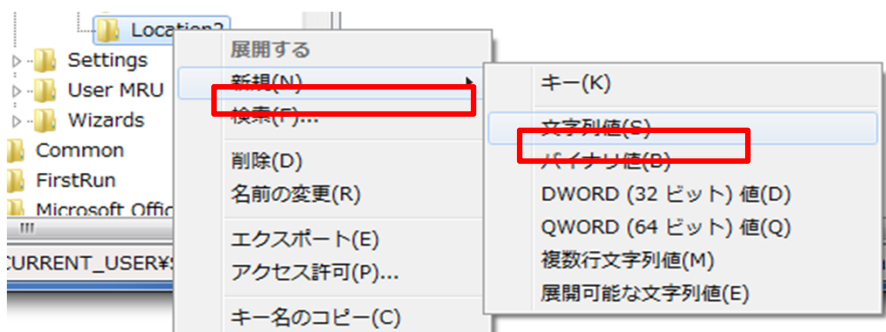 Location2
Settings
User MRU
Wizards
Common
FirstRun
Microsoft Offic
CURRENT_USER¥S
展開する
新規(N)
検索(F)...
削除(D)
名前の変更(R)
エクスポート(E)
アクセス許可(P)...
キー名のコピー(C)
キー(K)
文字列値(S)
バイナリ値(B)
DWORD (32 ビット) 値(D)
QWORD (64 ビット) 値(Q)
複数行文字列値(M)
展開可能な文字列値(E)